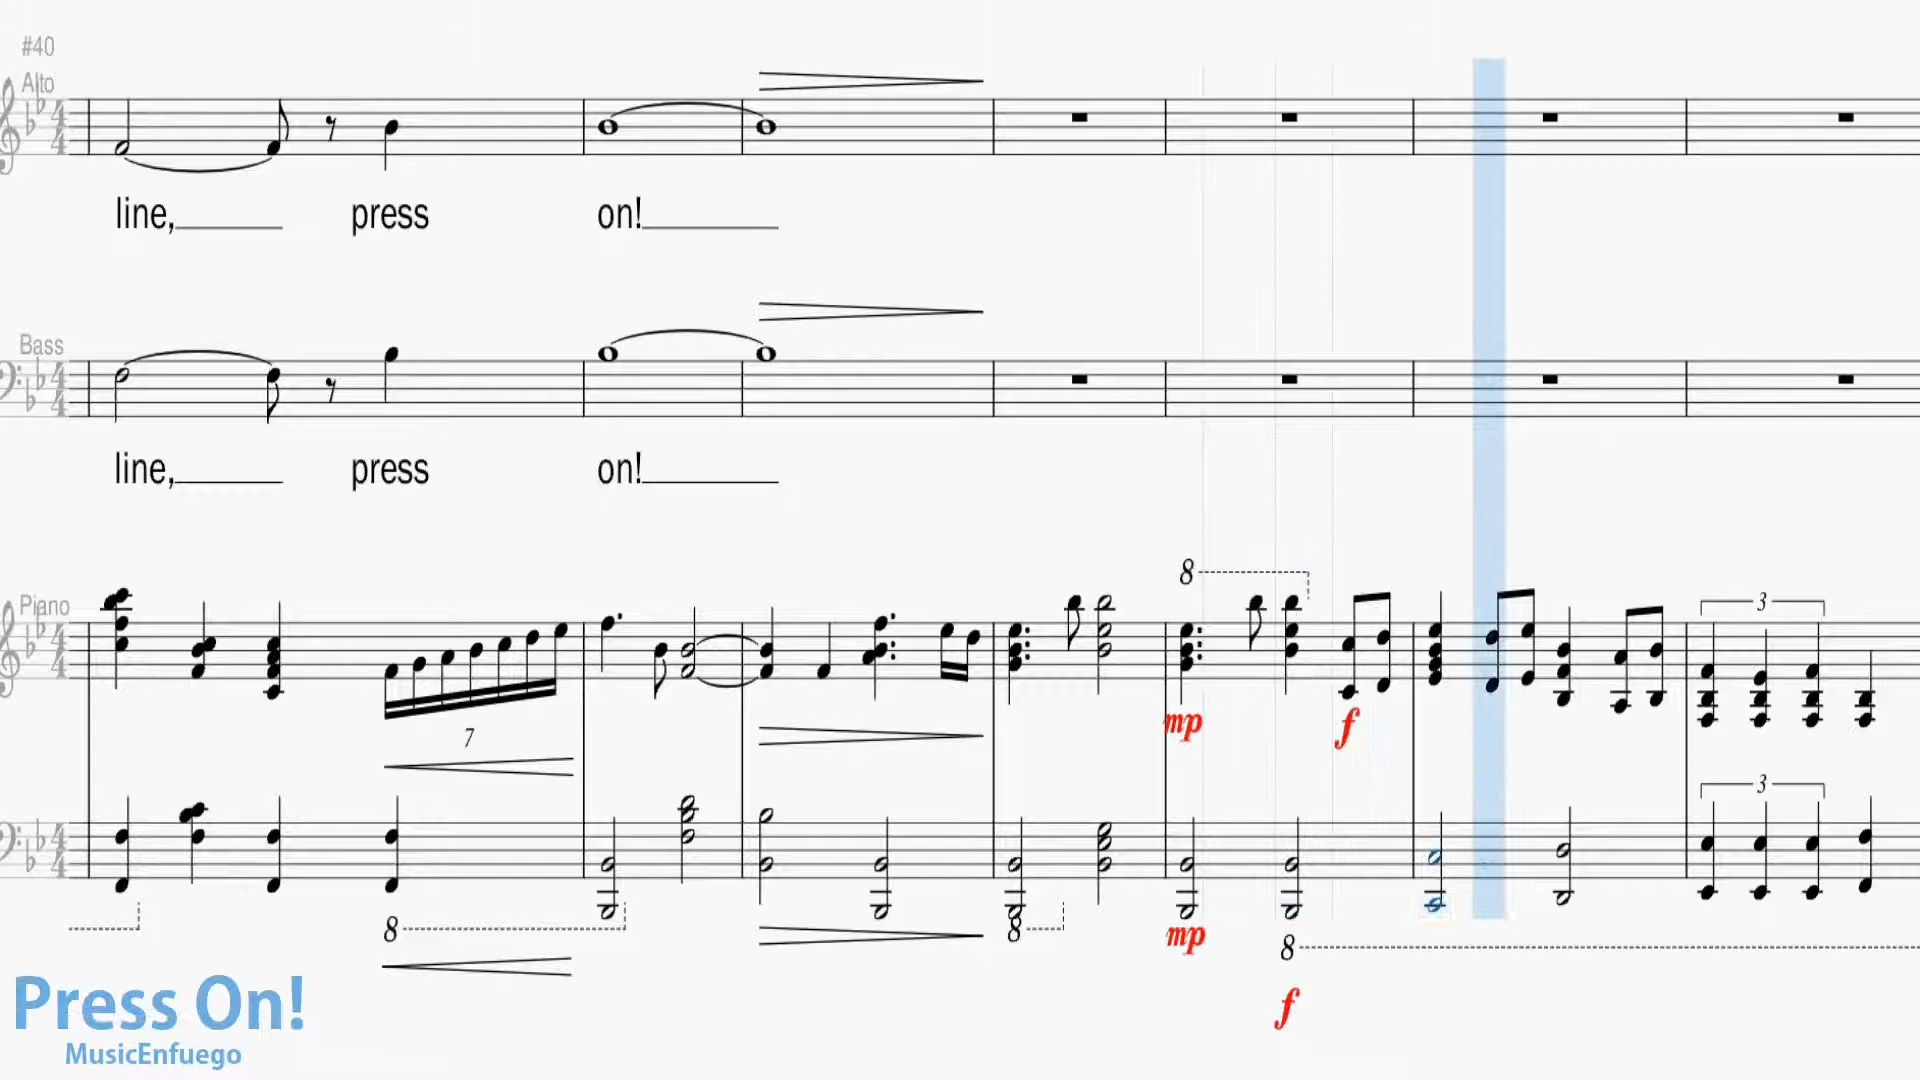 #40
Alto
line, press on!
Bass
line, press on!
8
Piano
3
mp f
7
3
8 8 mp 8
f
Press On!
MusicEnfuego